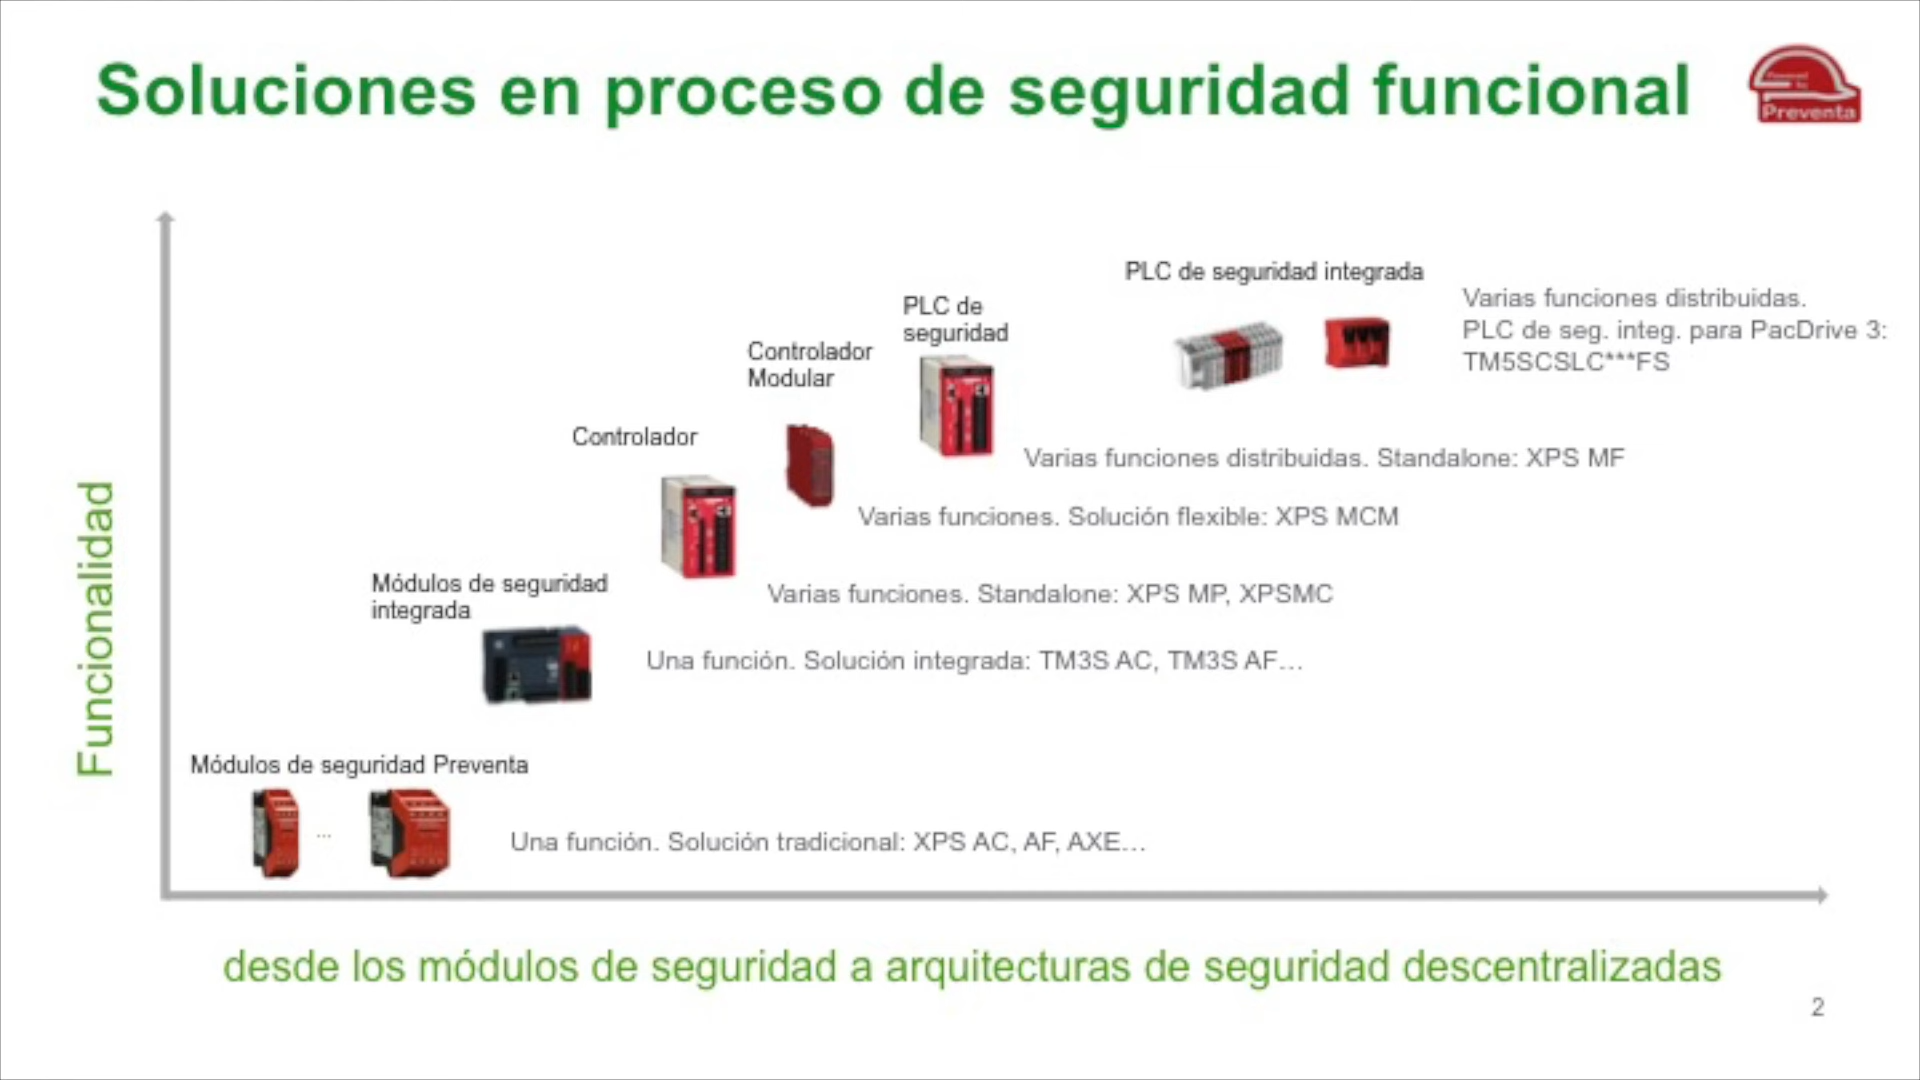 Soluciones en proceso de seguridad funcional
Powered
by
Preventa
PLC de seguridad integrada
Varias funciones distribuidas.
PLC de seg. integ. para PacDrive 3:
TM5SCSLC***FS
PLC de
seguridad
Controlador
Modular
Varias funciones distribuidas. Standalone: XPS MF
Controlador
Varias funciones. Solución flexible: XPS MCM
Funcionalidad
Módulos de seguridad
integrada
Varias funciones. Standalone: XPS MP, XPSMC
Una función. Solución integrada: TM3S AC, TM3S AF...
Módulos de seguridad Preventa
...
Una función. Solución tradicional: XPS AC, AF, AXE...
desde los módulos de seguridad a arquitecturas de seguridad descentralizadas
2